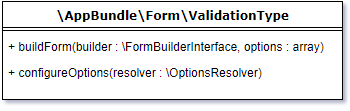 \AppBundle\Form\ValidationType
+ buildForm(builder : \FormBuilderInterface, options : array)
+ configureOptions(resolver : \OptionsResolver)